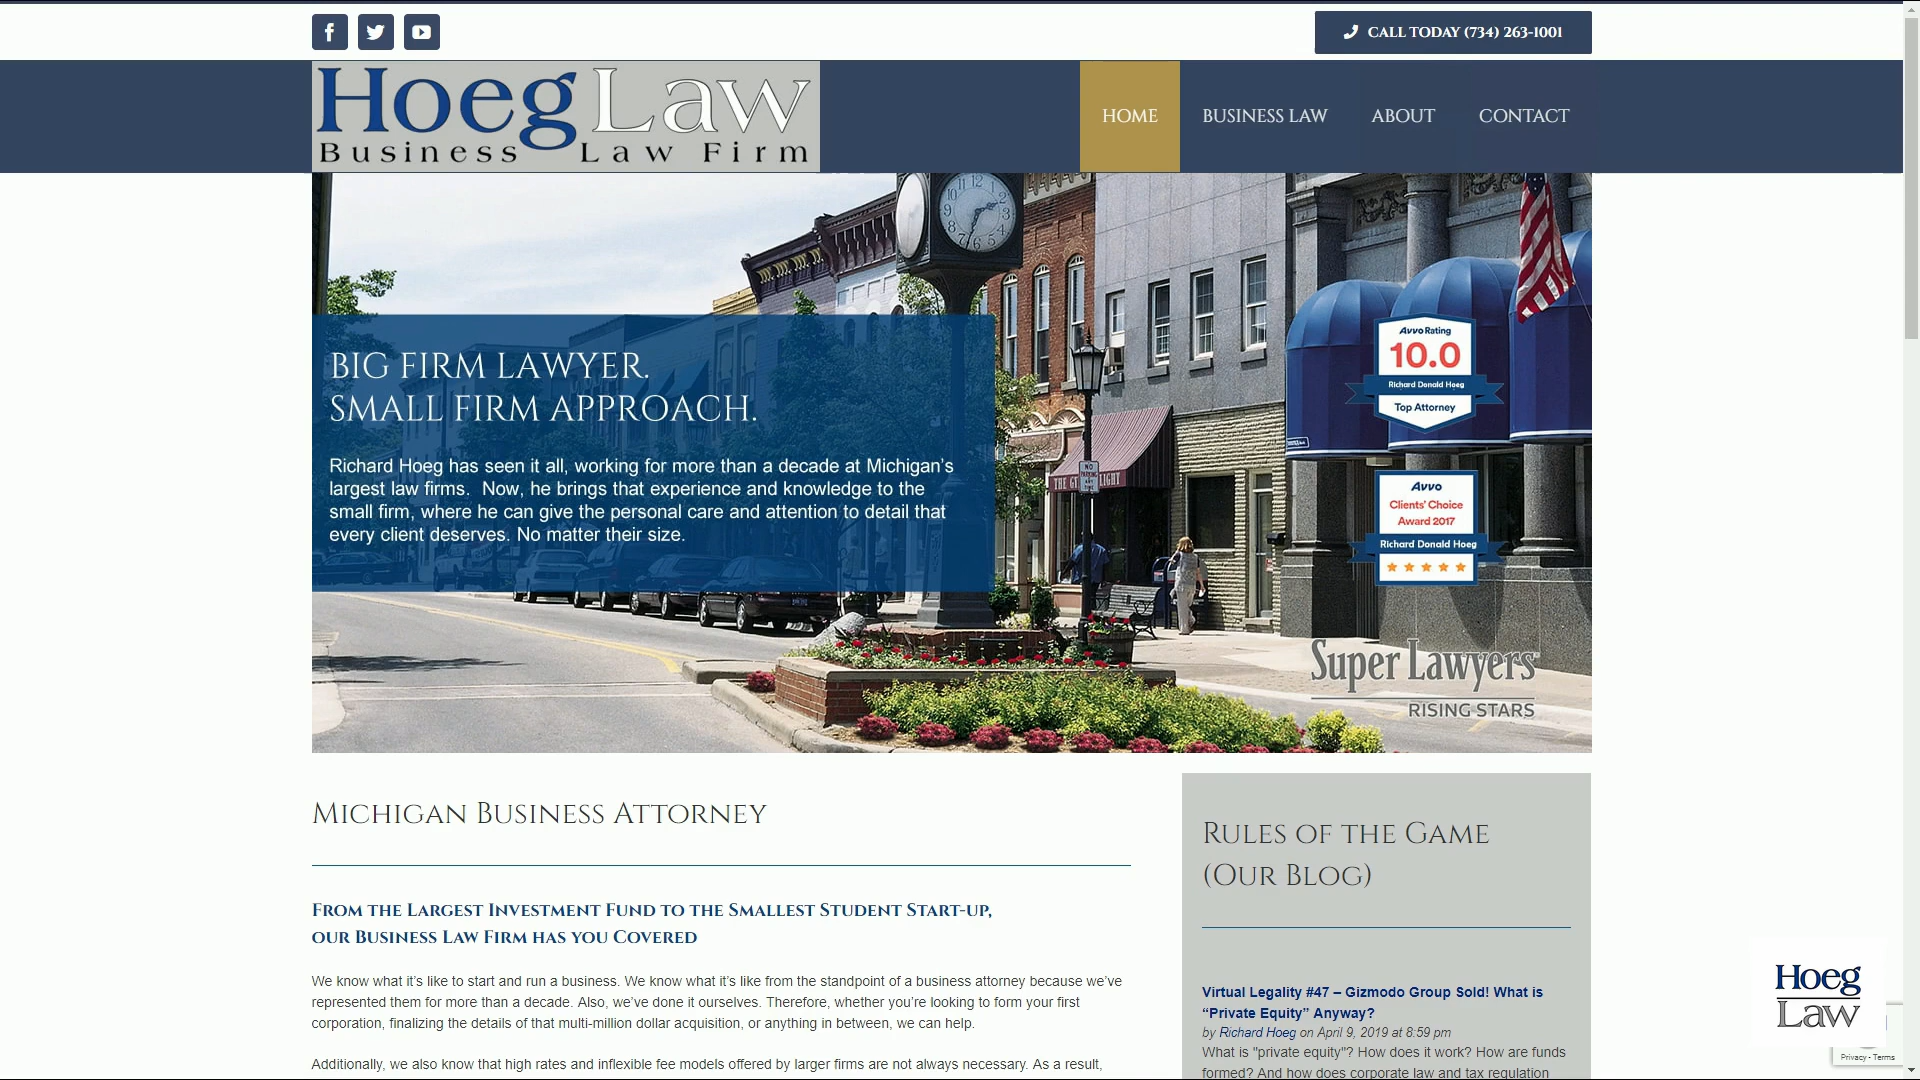 CALL TODAY (734) 263-1001
HoegLaw
Business Law Firm
HOME
BUSINESS LAW
ABOUT
CONTACT
BIG FIRM LAWYER.
SMALL FIRM APPROACH.
Richard Hoeg has seen it all, working for more than a decade at Michigan’s
largest law firms.  Now, he brings that experience and knowledge to the
small firm, where he can give the personal care and attention to detail that
every client deserves. No matter their size.
NO
PARKING
Avvo Rating
10.0
Richard Donald Hoeg
Top Attorney
Avvo
Clients’ Choice
Award 2017
Richard Donald Hoeg
Super Lawyers
RISING STARS
MICHIGAN BUSINESS ATTORNEY
FROM THE LARGEST INVESTMENT FUND TO THE SMALLEST STUDENT START-UP,
OUR BUSINESS LAW FIRM HAS YOU COVERED
We know what it’s like to start and run a business. We know what it’s like from the standpoint of a business attorney because we’ve
represented them for more than a decade. Also, we’ve done it ourselves. Therefore, whether you’re looking to form your first
corporation, finalizing the details of that multi-million dollar acquisition, or anything in between, we can help.
Additionally, we also know that high rates and inflexible fee models offered by larger firms are not always necessary. As a result,
RULES OF THE GAME
(OUR BLOG)
Virtual Legality #47 – Gizmodo Group Sold! What is
“Private Equity” Anyway?
by Richard Hoeg on April 9, 2019 at 8:59 pm
What is "private equity"? How does it work? How are funds
formed? And how does corporate law and tax regulation
Hoeg
Law
Privacy - Terms